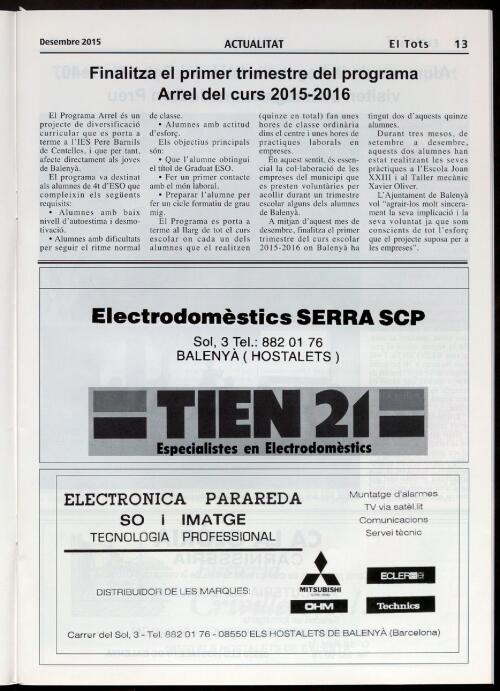 Desembre 2015
ACTUALITAT
El Tots 13
Finalitza el primer trimestre del programa
Arrel del curs 2015-2016
El Programa Arrel és un
projecte de diversificació
curricular que es porta a
terme a l'IES Pere Barnils
de Centelles, i que per tant,
afecte directament als joves
de Balenyà.
El programa va destinat
als alumnes de 4t d'ESO que
compleixin els següents
requisits:
• Alumnes amb baix
nivell d'autoestima i desmo-
tivació.
• Alumnes amb dificultats
per seguir el ritme normal
de classe.
• Alumnes amb actitud
d'esforç.
Els objectius principals
són:
• Que l'alumne obtingui
el títol de Graduat ESO.
• Fer un primer contacte
amb el món laboral.
• Preparar l'alumne per
fer un cicle formatiu de grau
mig.
El Programa es porta a
terme al llarg de tot el curs
escolar on cada un dels
alumnes que el realitzen
(quinze en total) fan unes
hores de classe ordinària
dins el centre i unes hores de
practiques laborals en
empreses.
En aquest sentit, és essen-
cial la col·laboració de les
empreses del municipi que
es presten voluntàries per
acollir durant un trimestre
escolar alguns dels alumnes
de Balenyà.
A mitjan d'aquest mes de
desembre, finalitza el primer
trimestre del curs escolar
2015-2016 on Balenyà ha
tingut dos d'aquests quinze
alumnes.
Durant tres mesos, de
setembre a desembre,
aquests dos alumnes han
estat realitzant les seves
pràctiques a l'Escola Joan
XXIII i al Taller mecànic
Xavier Oliver.
L'Ajuntament de Balenyà
vol "agrair-los molt sincera-
ment la seva implicació i la
seva voluntat ja que som
conscients de tot l'esforç
que el projecte suposa per a
les empreses".
Electrodomèstics SERRA SCP
Sol, 3 Tel.: 882 01 76
BALENYÀ ( HOSTALETS )
TIEN 21
Especialistes en Electrodomèstics
ELECTRONICA PARAREDA
SO I IMATGE
TECNOLOGIA PROFESSIONAL
Muntatge d'alarmes
TV via satèl.lit
Comunicacions
Servei tècnic
DISTRIBUIDOR DE LES MARQUES:
MITSUBISHI
ECLER
OHM
Technics
Carrer del Sol, 3 - Tel. 882 01 76 - 08550 ELS HOSTALETS DE BALENYÀ (Barcelona)